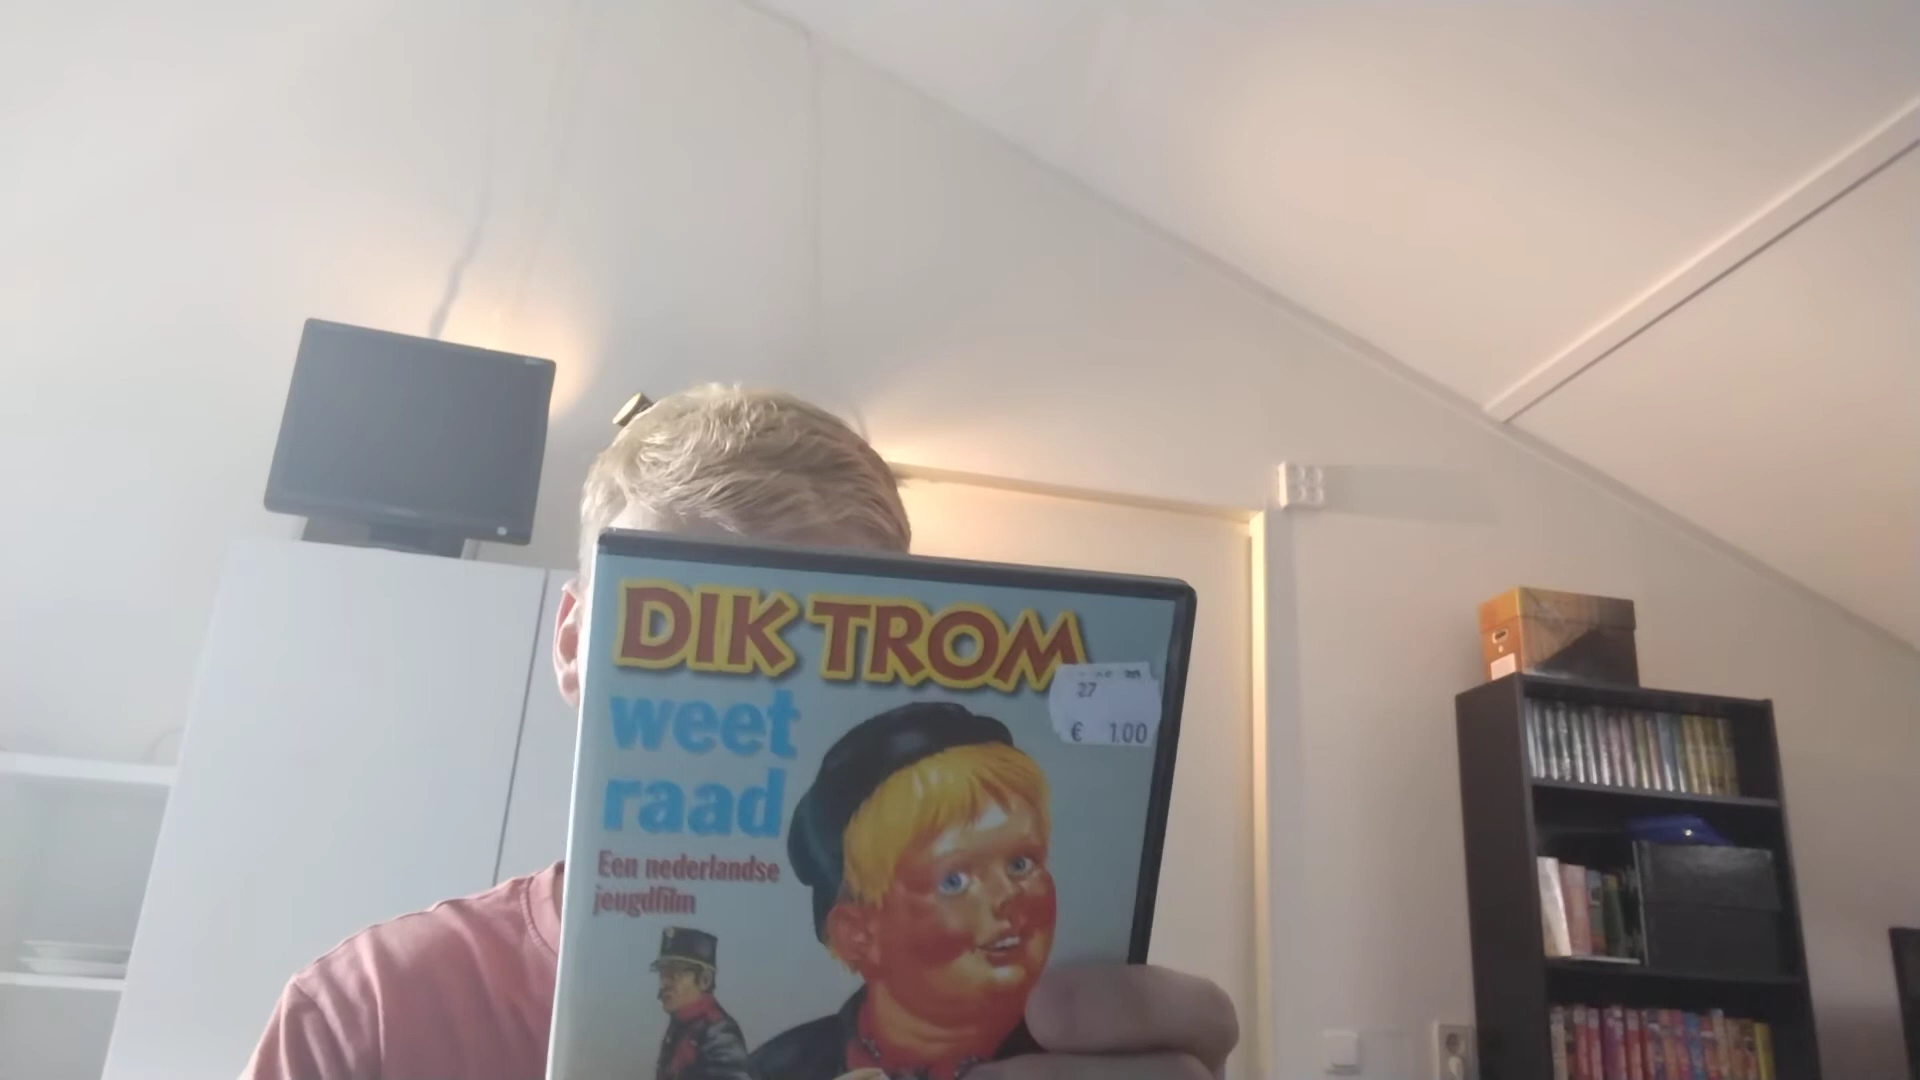 DIK TROM
weet
raad
27
€ 1.00
Een nederlandse
jeugdfilm